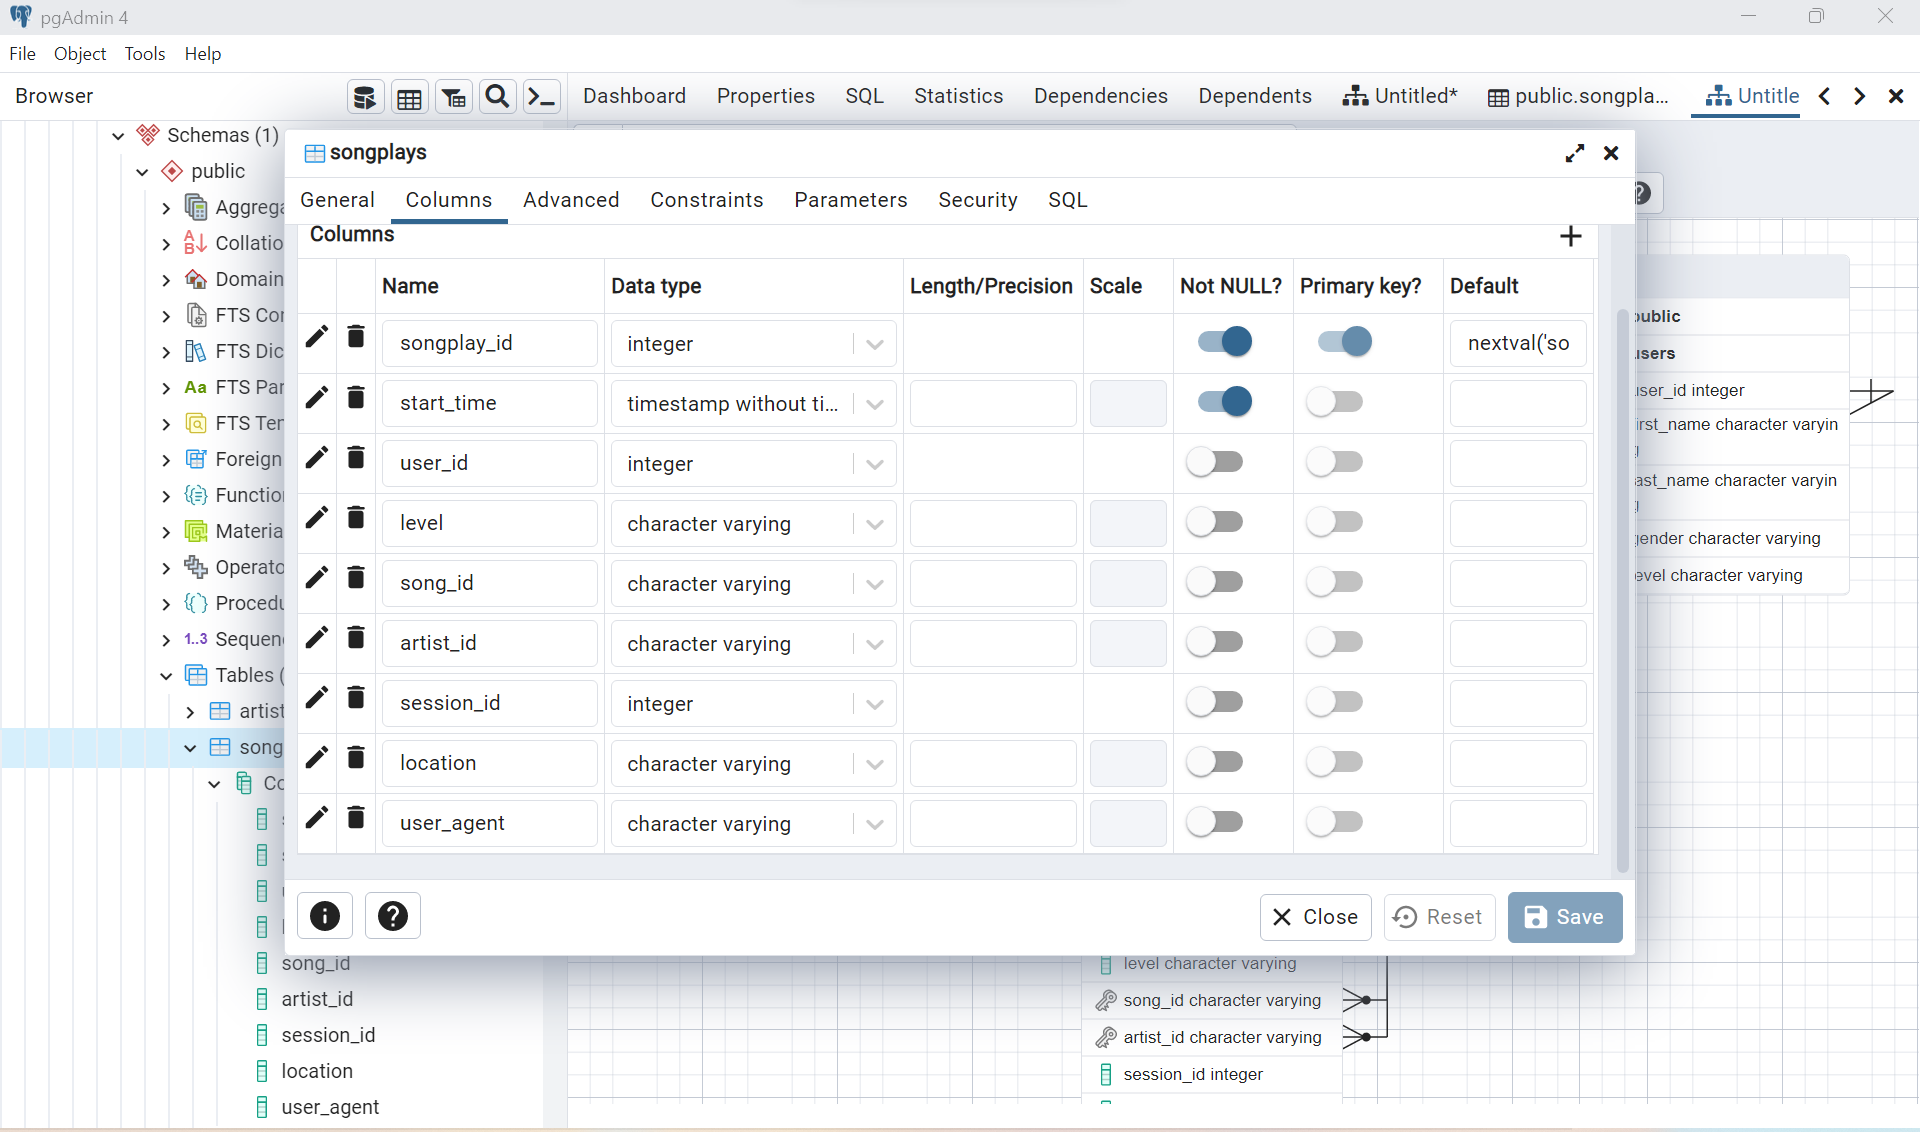 pgAdmin 4
File Object Tools Help
Browser
Dashboard Properties SQL Statistics Dependencies Dependents Untitled* public.songpla... Untitle
Schemas (1)
public
Aggrega
Collatio
Domain
FTS Cor
FTS Dic
FTS Par
FTS Ter
Foreign
Functio
Materia
Operato
Procedu
1..3 Sequen
Tables (
artist
song
Co
song_id
artist_id
session_id
location
user_agent
songplays
General Columns Advanced Constraints Parameters Security SQL
Columns
Name Data type Length/Precision Scale Not NULL? Primary key? Default
songplay_id integer nextval('so
start_time timestamp without ti...
user_id integer
level character varying
song_id character varying
artist_id character varying
session_id integer
location character varying
user_agent character varying
Close Reset Save
public
users
user_id integer
irst_name character varyin
g
ast_name character varyin
g
gender character varying
evel character varying
level character varying
song_id character varying
artist_id character varying
session_id integer